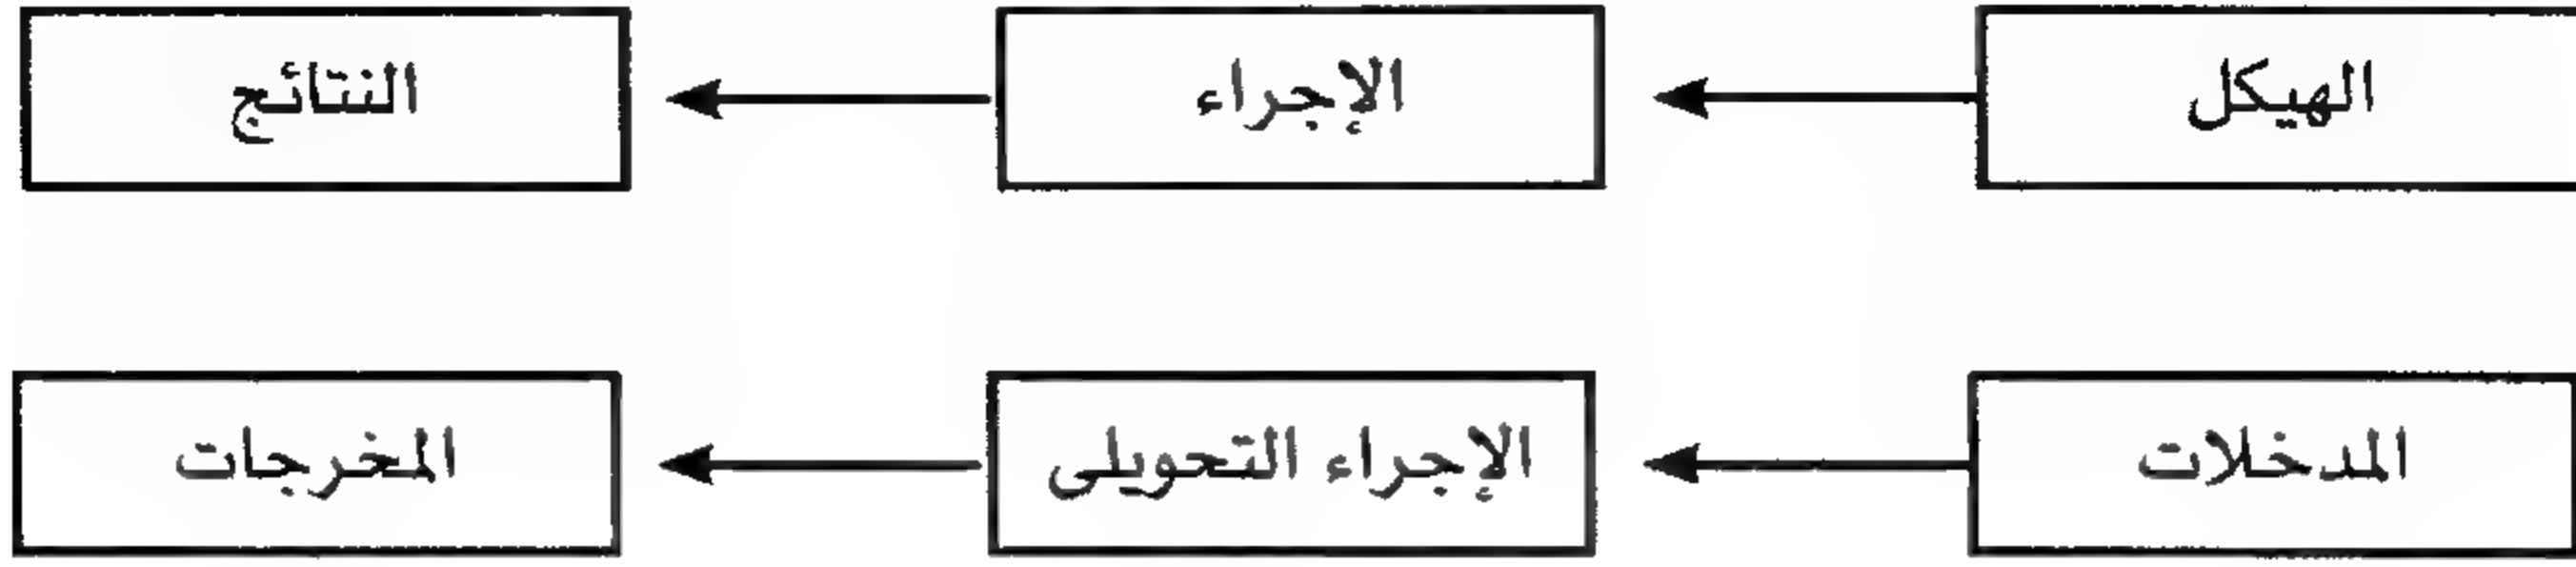 الهيكل
الإجراء
النتائج
المدخلات
الإجراء التحويلى
المخرجات